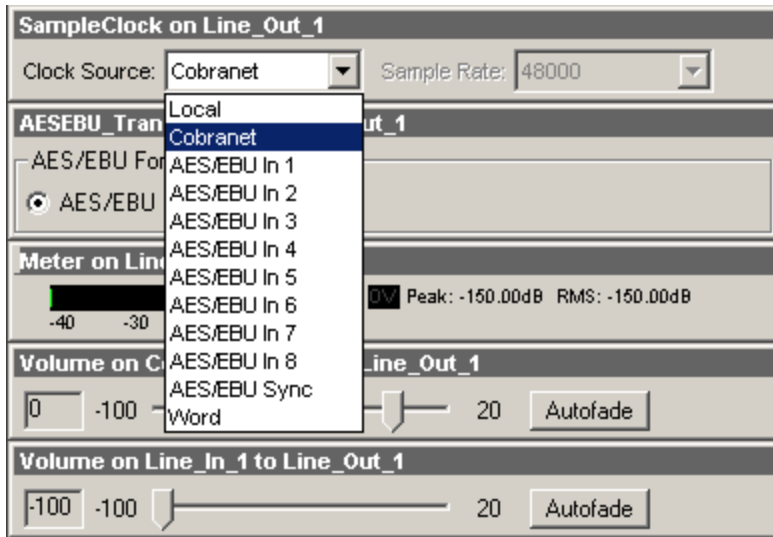 SampleClock on Line_Out_1
Clock Source: Cobranet Sample Rate: 48000
Local
Cobranet
AES/EBU In 1
AES/EBU In 2
AES/EBU In 3
AES/EBU In 4
AES/EBU In 5
AES/EBU In 6
AES/EBU In 7
AES/EBU In 8
AES/EBU Sync
Word
AESEBU_Tran ut_1
AES/EBU For
AES/EBU
Meter on Line
Peak: -150.00dB RMS: -150.00dB
-40 -30
Volume on C Line_Out_1
0 -100 20 Autofade
Volume on Line_In_1 to Line_Out_1
-100 -100 20 Autofade